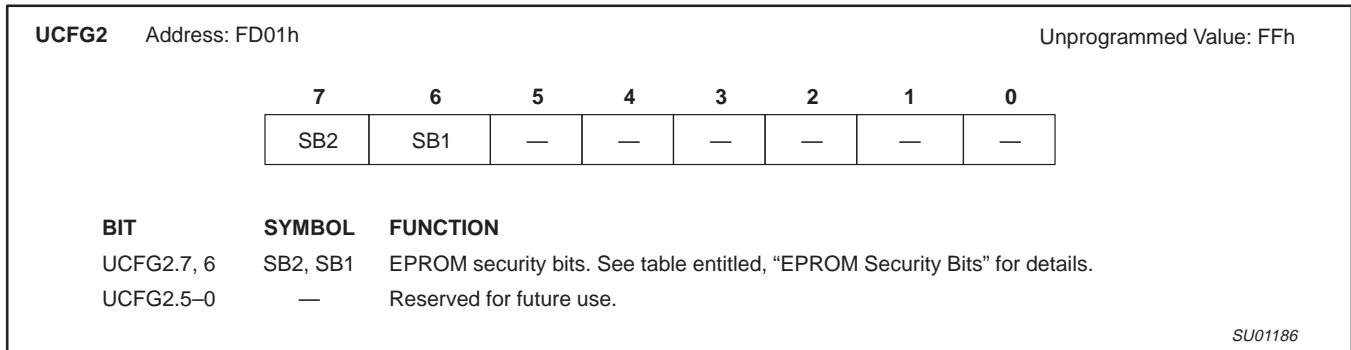 UCFG2 Address: FD01h Unprogrammed Value: FFh
7 6 5 4 3 2 1 0
SB2 SB1 — — — — — —
BIT SYMBOL FUNCTION
UCFG2.7, 6 SB2, SB1 EPROM security bits. See table entitled, “EPROM Security Bits” for details.
UCFG2.5–0 — Reserved for future use.
SU01186